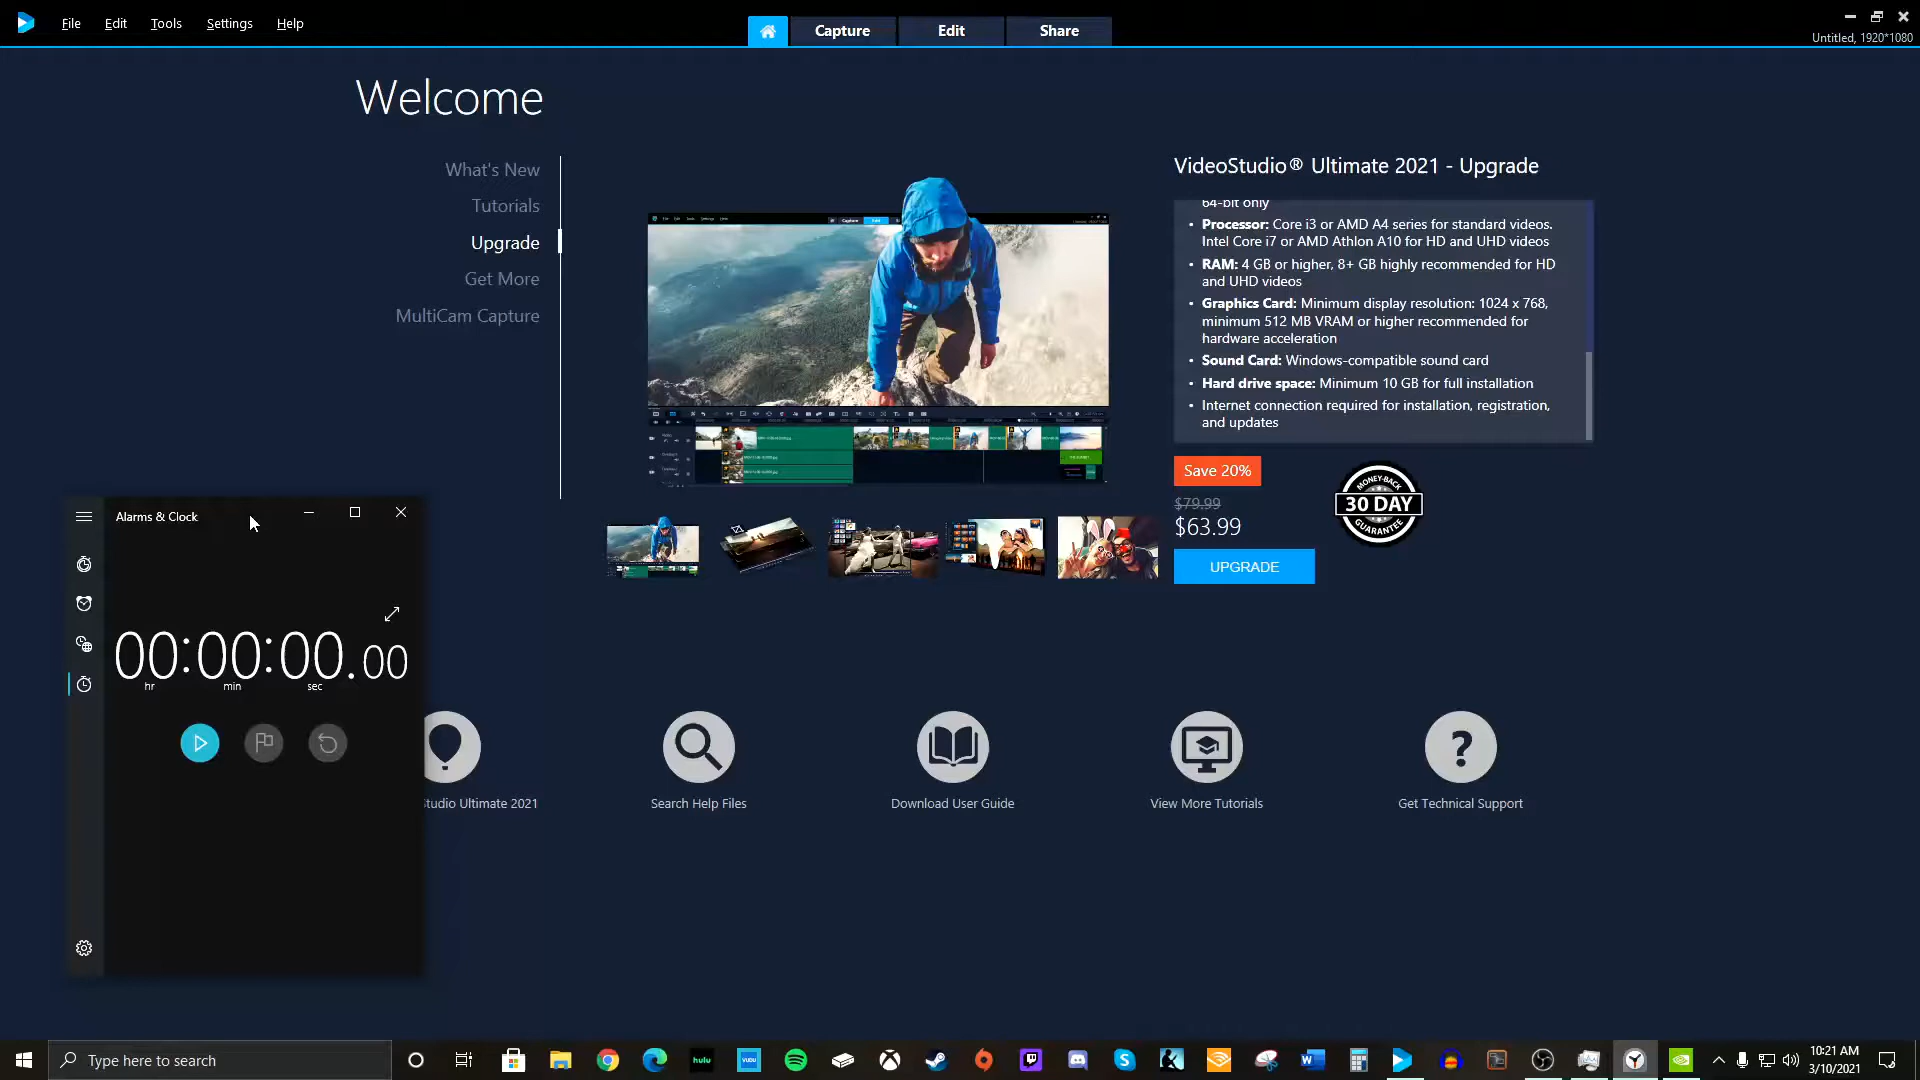 File Edit Tools Settings Help
Capture
Edit
Share
Untitled, 1920*1080
Welcome
What's New
Tutorials
Upgrade
Get More
MultiCam Capture
VideoStudio® Ultimate 2021 - Upgrade
64-bit only
• Processor: Core i3 or AMD A4 series for standard videos.
Intel Core i7 or AMD Athlon A10 for HD and UHD videos
• RAM: 4 GB or higher, 8+ GB highly recommended for HD
and UHD videos
• Graphics Card: Minimum display resolution: 1024 x 768,
minimum 512 MB VRAM or higher recommended for
hardware acceleration
• Sound Card: Windows-compatible sound card
• Hard drive space: Minimum 10 GB for full installation
• Internet connection required for installation, registration,
and updates
Save 20%
$79.99
$63.99
UPGRADE
MONEY-BACK
30 DAY
GUARANTEE
Alarms & Clock
00:00:00.00
hr min sec
Studio Ultimate 2021
Search Help Files
Download User Guide
View More Tutorials
Get Technical Support
Type here to search
hulu
VUDU
10:21 AM
3/10/2021